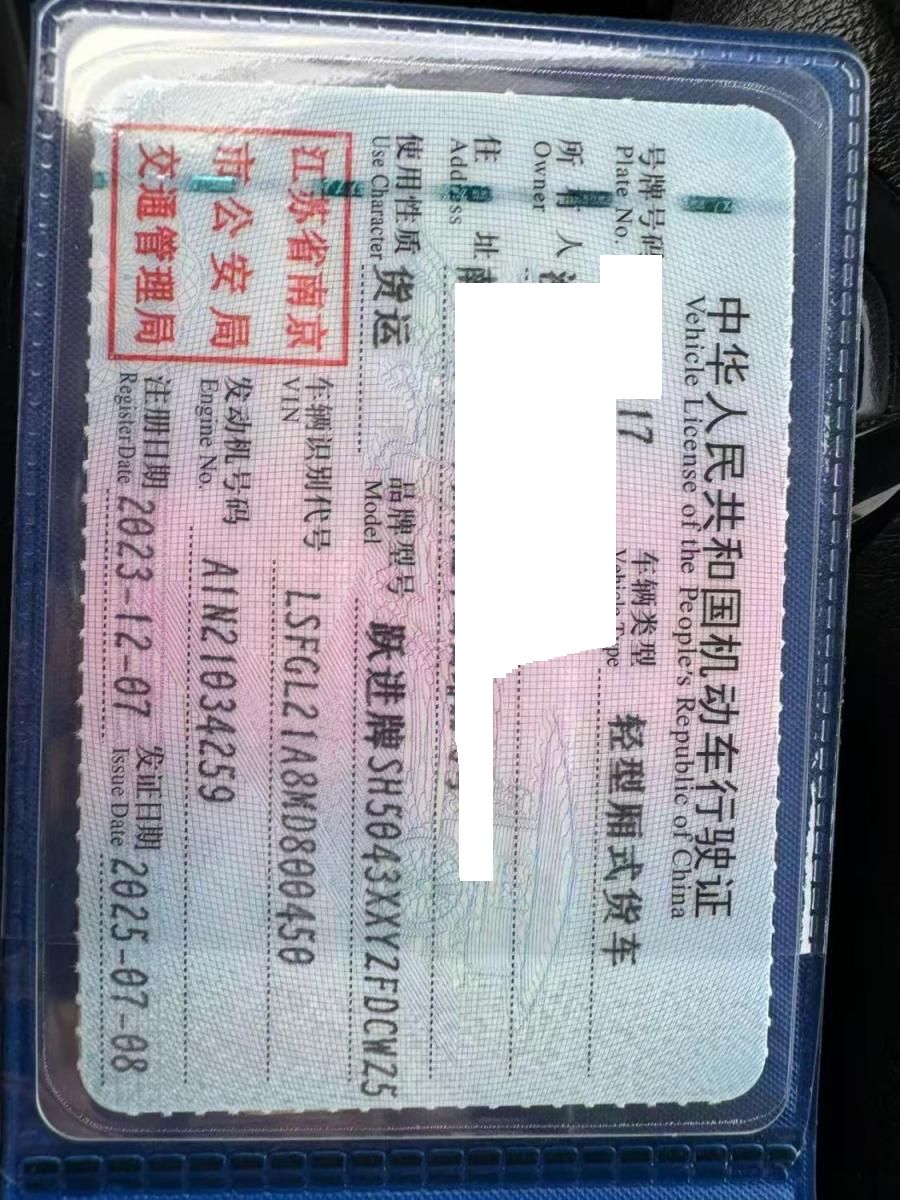 中华人民共和国机动车行驶证
Vehicle License of the People's Republic of China
号牌号码 17 车辆类型 轻型厢式货车
Plate No. Vehicle Type
所有人
Owner
住址
Address
使用性质 货运 品牌型号 跃进牌SH5043XXYZFDCWZ5
Use Character Model
江苏省南京
市公安局
交通管理局
车辆识别代号 LSFGL21A8MD800450
VIN
发动机号码 A1N21034259
Engine No.
注册日期 2023-12-07 发证日期 2025-07-08
Register Date Issue Date